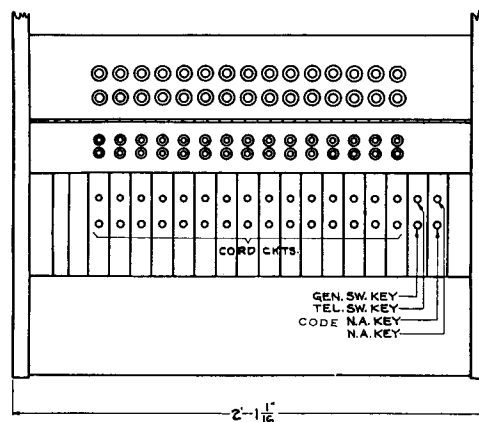 CORD CKTS.
GEN. SW. KEY
TEL. SW. KEY
CODE N.A. KEY
N.A. KEY
2'-1 1/16"